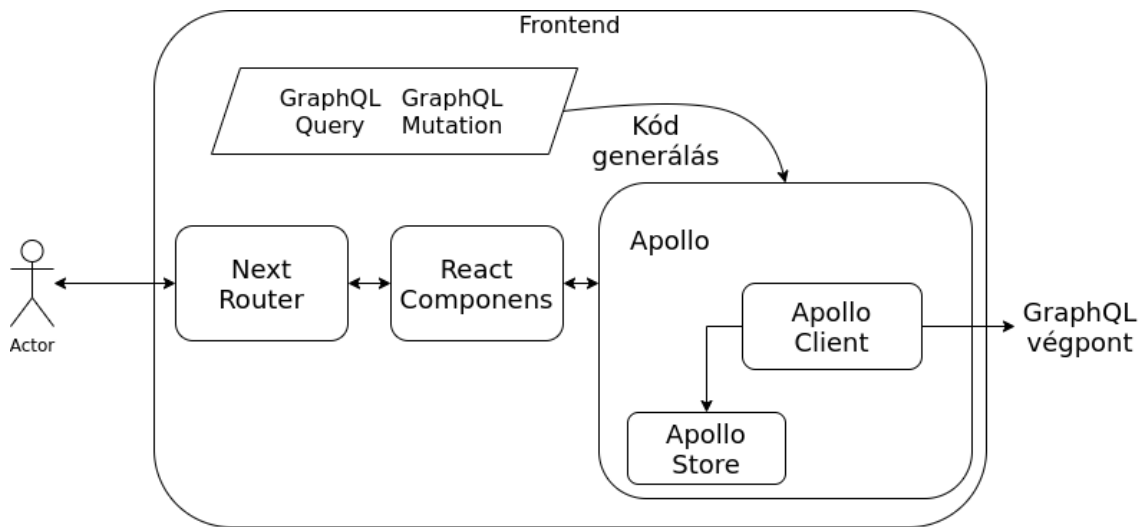 Frontend
GraphQL GraphQL
Query Mutation
Kód
generálás
Apollo
Next
Router
React
Componens
Apollo
Client
GraphQL
végpont
Actor
Apollo
Store